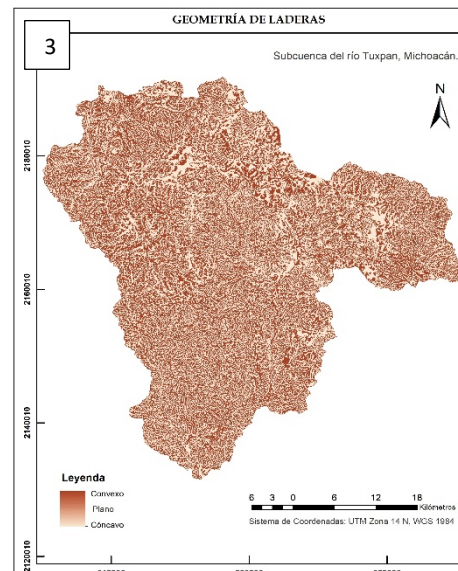 GEOMETRÍA DE LADERAS
3
Subcuenca del río Tuxpan, Michoacán.
N
2180010
2160010
2140010
2120010
Leyenda
Convexo
Plano
Cóncavo
6 3 0 6 12 18
Kilómetros
Sistema de Coordenadas: UTM Zona 14 N, WGS 1984